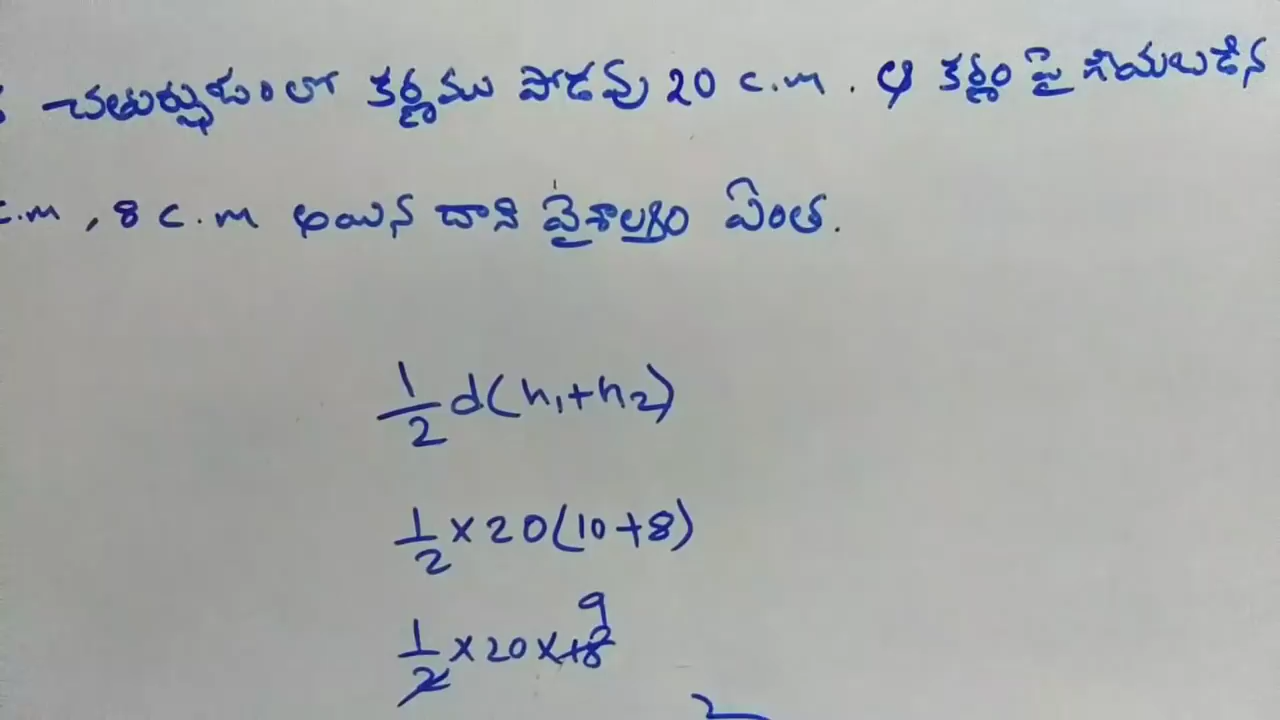 చతుర్భుజంలో కర్ణము పోడవు 20 c.m. ఆ కర్ణం పై గీయబడిన
c.m, 8 c.m అయిన దాని వైశాల్యం ఏంత.
1/2 d(h₁+h₂)
1/2 × 20(10+8)
9
1/2 × 20 × 18